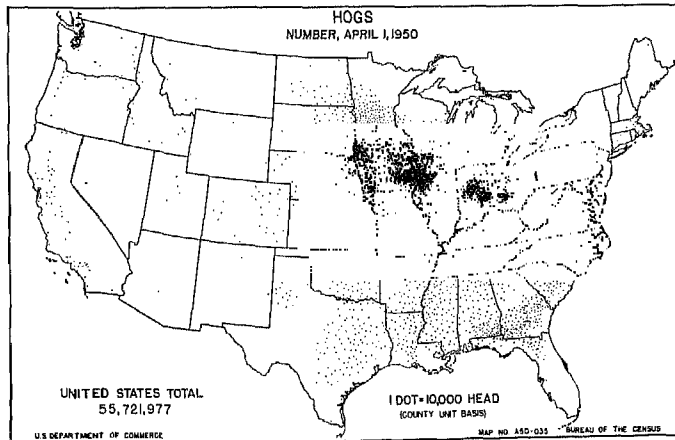 HOGS
NUMBER, APRIL 1, 1950
UNITED STATES TOTAL
55,721,977
1 DOT=10,000 HEAD
(COUNTY UNIT BASIS)
U.S. DEPARTMENT OF COMMERCE
MAP NO. A50-035 BUREAU OF THE CENSUS